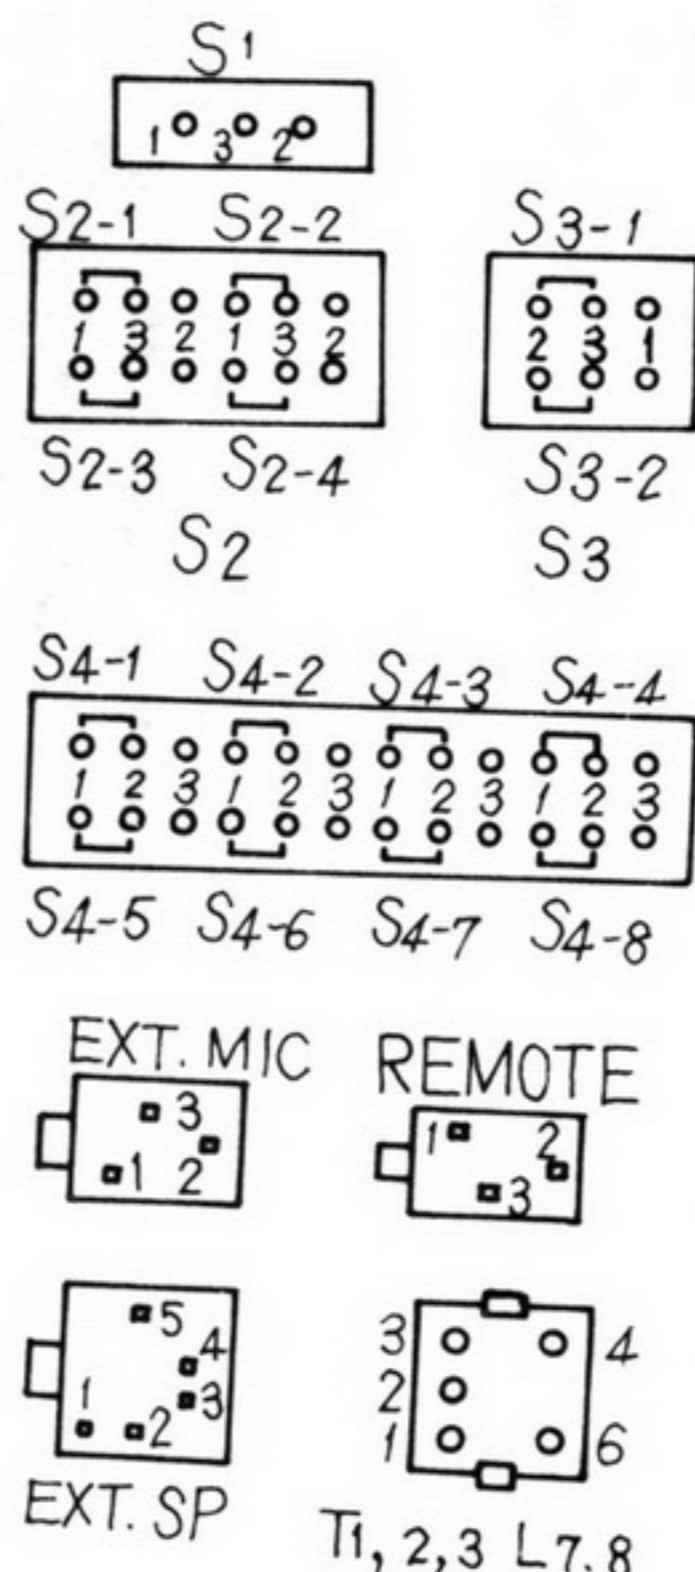 S1
1 3 2
S2-1 S2-2 S3-1
1 3 2 1 3 2 2 3 1
S2-3 S2-4 S3-2
S2 S3
S4-1 S4-2 S4-3 S4-4
1 2 3 1 2 3 1 2 3 1 2 3
S4-5 S4-6 S4-7 S4-8
EXT. MIC REMOTE
3 1 2
1 2 3
5
4
1 3
2
EXT. SP
3 4
2
1 6
T1, 2, 3 L7. 8